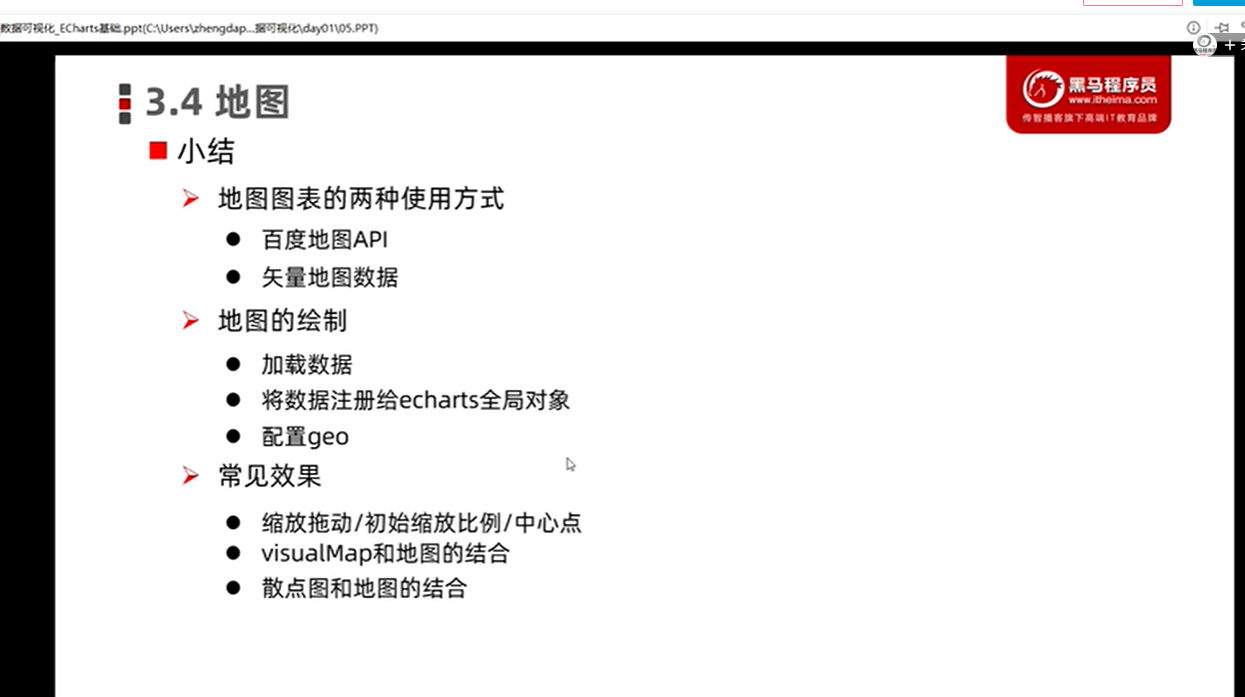 数据可视化_ECharts基础.ppt(C:\Users\zhengdap...据可视化\day01\05.PPT)
3.4 地图
黑马程序员
www.itheima.com
传智播客旗下高端IT教育品牌
小结
地图图表的两种使用方式
百度地图API
矢量地图数据
地图的绘制
加载数据
将数据注册给echarts全局对象
配置geo
常见效果
缩放拖动/初始缩放比例/中心点
visualMap和地图的结合
散点图和地图的结合